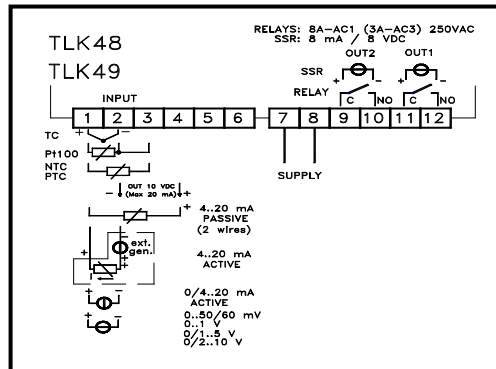 RELAYS: 8A-AC1 (3A-AC3) 250VAC
SSR: 8 mA / 8 VDC
TLK48
TLK49
OUT2 OUT1
SSR + - + -
RELAY C NO C NO
INPUT
1 2 3 4 5 6 7 8 9 10 11 12
TC + -
Pt100
NTC
PTC
SUPPLY
- OUT 10 VDC +
(Max 20 mA) +
4..20 mA
PASSIVE
(2 wires)
ext.
gen.
4..20 mA
ACTIVE
0/4..20 mA
ACTIVE
0..50/60 mV
0..1 V
0/1..5 V
0/2..10 V